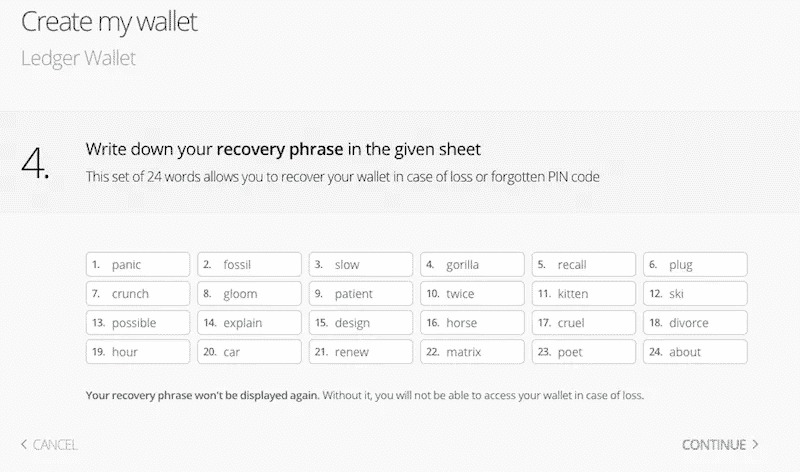 Create my wallet
Ledger Wallet
4. Write down your recovery phrase in the given sheet
This set of 24 words allows you to recover your wallet in case of loss or forgotten PIN code
1. panic 2. fossil 3. slow 4. gorilla 5. recall 6. plug
7. crunch 8. gloom 9. patient 10. twice 11. kitten 12. ski
13. possible 14. explain 15. design 16. horse 17. cruel 18. divorce
19. hour 20. car 21. renew 22. matrix 23. poet 24. about
Your recovery phrase won't be displayed again. Without it, you will not be able to access your wallet in case of loss.
< CANCEL CONTINUE >